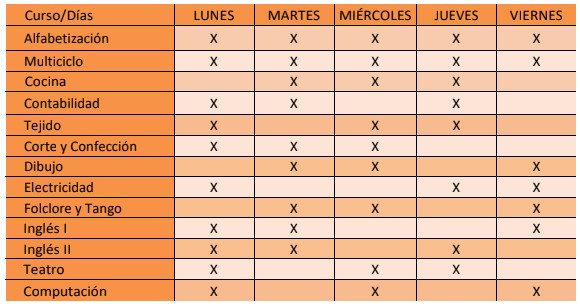 Curso/Días LUNES MARTES MIÉRCOLES JUEVES VIERNES
Alfabetización X X X X X
Multiciclo X X X X X
Cocina X X X
Contabilidad X X X
Tejido X X X
Corte y Confección X X X
Dibujo X X X
Electricidad X X X
Folclore y Tango X X X
Inglés I X X X
Inglés II X X X
Teatro X X X
Computación X X X